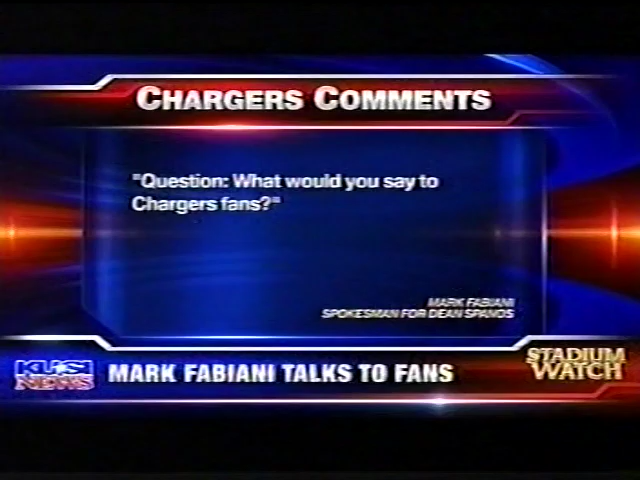 CHARGERS COMMENTS
"Question: What would you say to
Chargers fans?"
MARK FABIANI
SPOKESMAN FOR DEAN SPANOS
KUSI
NEWS
MARK FABIANI TALKS TO FANS
STADIUM
WATCH